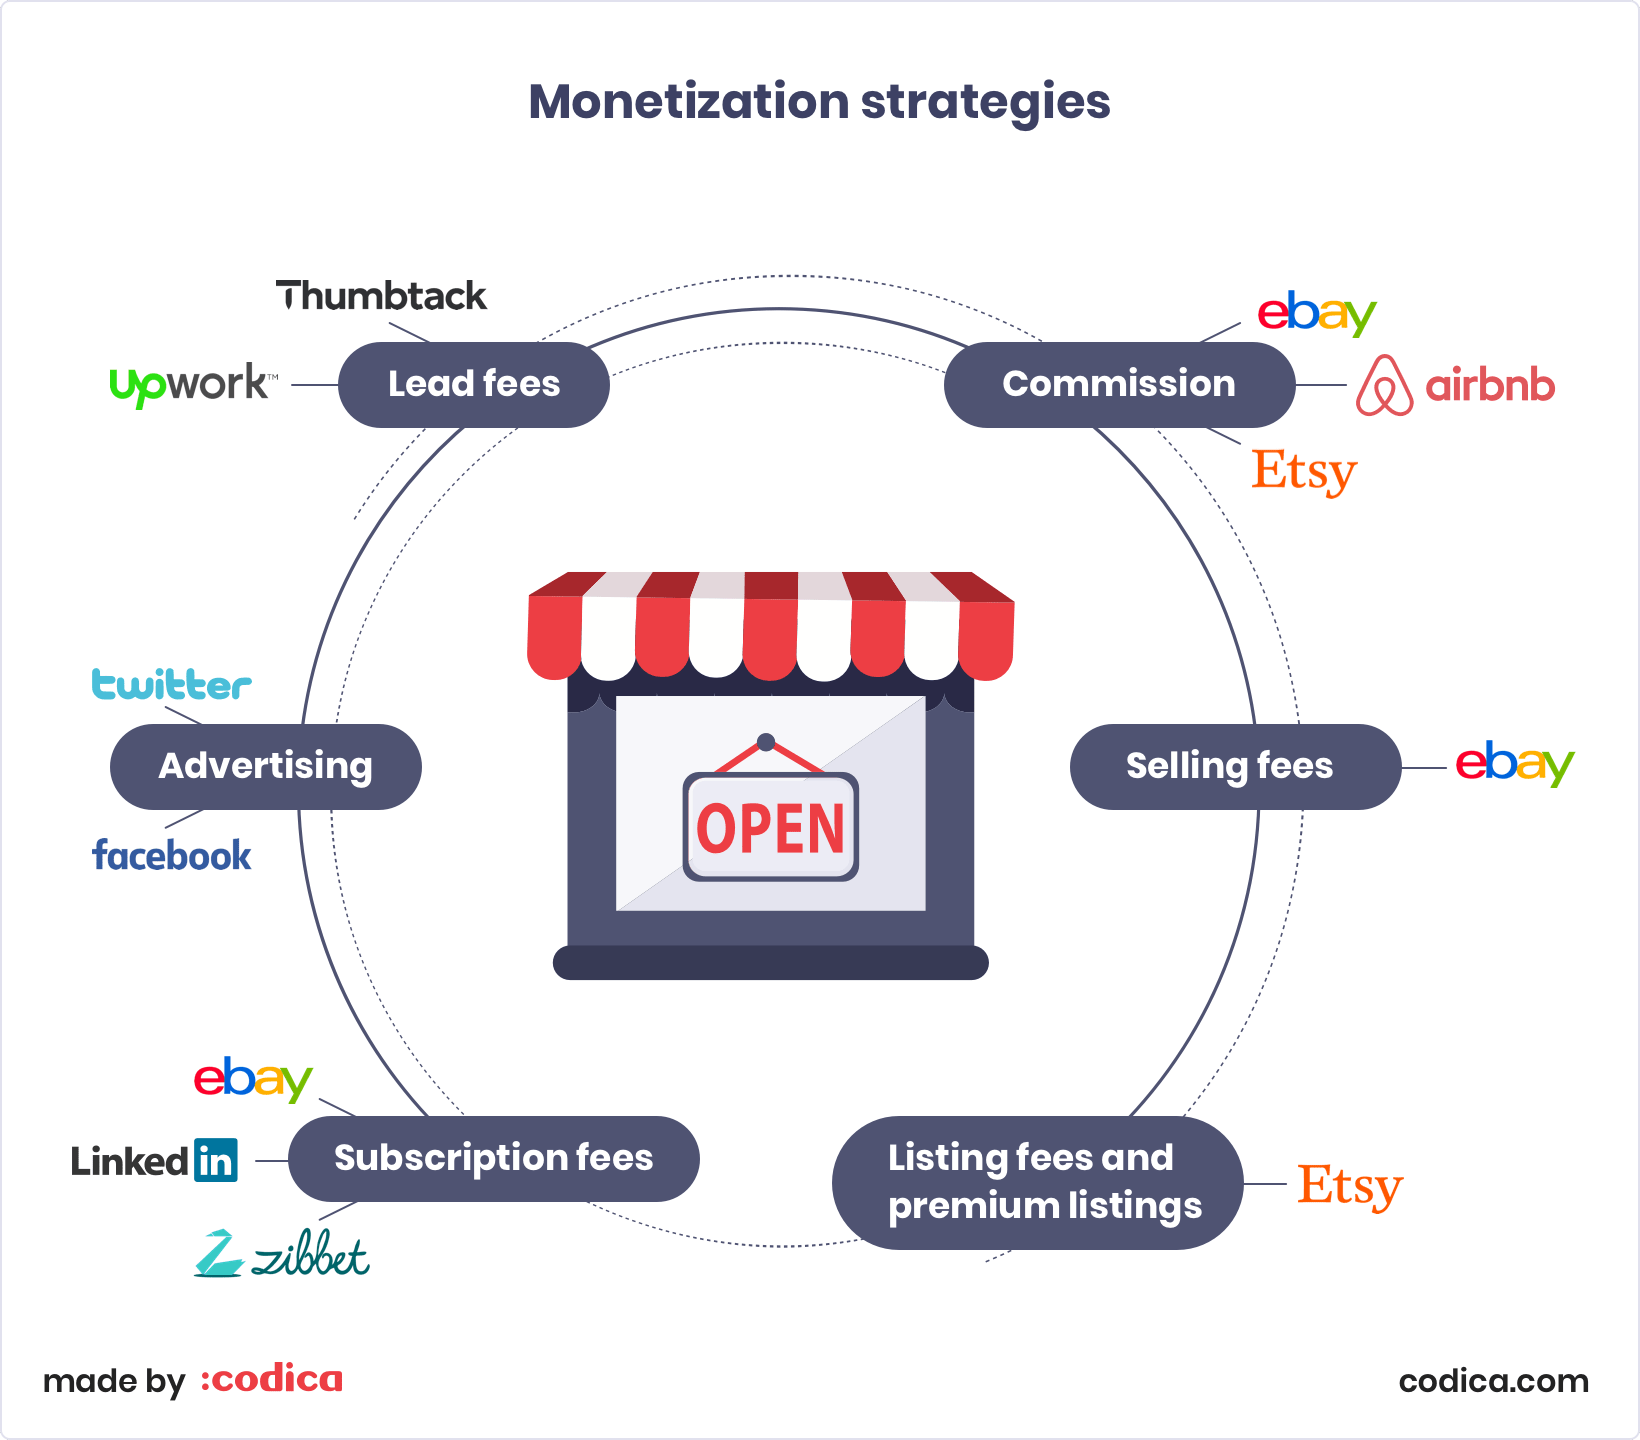 Monetization strategies
Thumbtack
upwork™
Lead fees
Commission
ebay
airbnb
Etsy
twitter
Advertising
facebook
OPEN
Selling fees
ebay
ebay
LinkedIn
zibbet
Subscription fees
Listing fees and
premium listings
Etsy
made by :codica
codica.com